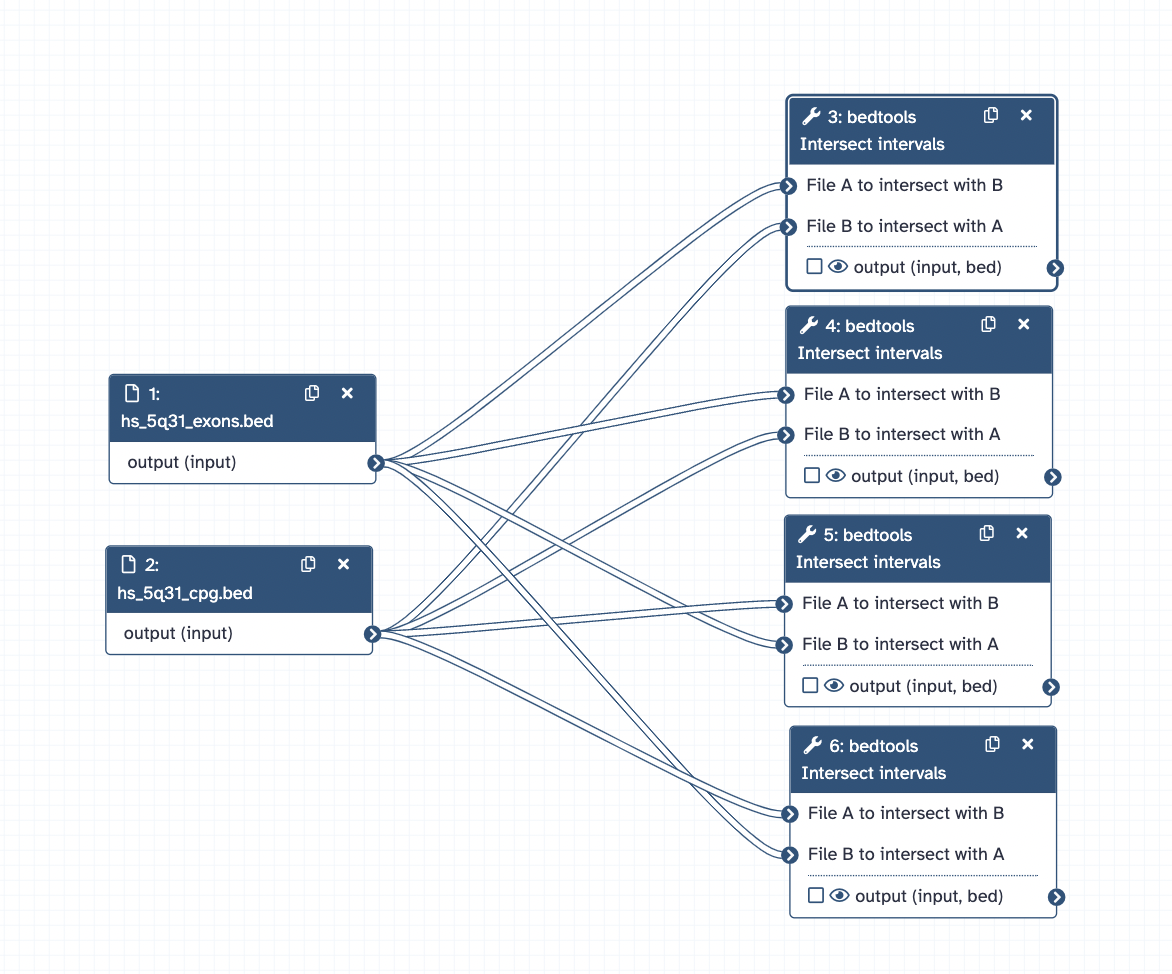 1:
hs_5q31_exons.bed
output (input)
2:
hs_5q31_cpg.bed
output (input)
3: bedtools
Intersect intervals
File A to intersect with B
File B to intersect with A
output (input, bed)
4: bedtools
Intersect intervals
File A to intersect with B
File B to intersect with A
output (input, bed)
5: bedtools
Intersect intervals
File A to intersect with B
File B to intersect with A
output (input, bed)
6: bedtools
Intersect intervals
File A to intersect with B
File B to intersect with A
output (input, bed)